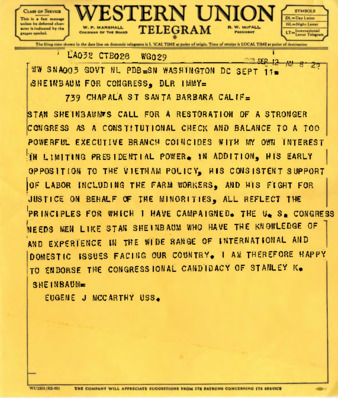 CLASS OF SERVICE
This is a fast message unless its deferred character is indicated by the proper symbol.
WESTERN UNION
TELEGRAM
W. P. MARSHALL
CHAIRMAN OF THE BOARD
R. W. McFALL
PRESIDENT
SYMBOLS
DL=Day Letter
NL=Night Letter
LT=International Letter Telegram
The filing time shown in the date line on domestic telegrams is LOCAL TIME at point of origin. Time of receipt is LOCAL TIME at point of destination
LA032 CTB026 WG029
WW SNA003 GOVT NL PDB=SN WASHINGTON DC SEPT 11=
SHEINBAUM FOR CONGRESS, DLR IMMY=
739 CHAPALA ST SANTA BARBARA CALIF=
STAN SHEINBAUM'S CALL FOR A RESTORATION OF A STRONGER
CONGRESS AS A CONSTITUTIONAL CHECK AND BALANCE TO A TOO
POWERFUL EXECUTIVE BRANCH COINCIDES WITH MY OWN INTEREST
IN LIMITING PRESIDENTIAL POWER. IN ADDITION, HIS EARLY
OPPOSITION TO THE VIETNAM POLICY, HIS CONSISTENT SUPPORT
OF LABOR INCLUDING THE FARM WORKERS, AND HIS FIGHT FOR
JUSTICE ON BEHALF OF THE MINORITIES, ALL REFLECT THE
PRINCIPLES FOR WHICH I HAVE CAMPAIGNED. THE U. S. CONGRESS
NEEDS MEN LIKE STAN SHEINBAUM WHO HAVE THE KNOWLEDGE OF
AND EXPERIENCE IN THE WIDE RANGE OF INTERNATIONAL AND
DOMESTIC ISSUES FACING OUR COUNTRY. I AM THEREFORE HAPPY
TO ENDORSE THE CONGRESSIONAL CANDIDACY OF STANLEY K.
SHEINBAUM=
EUGENE J MCCARTHY USS.
THE COMPANY WILL APPRECIATE SUGGESTIONS FROM ITS PATRONS CONCERNING ITS SERVICE